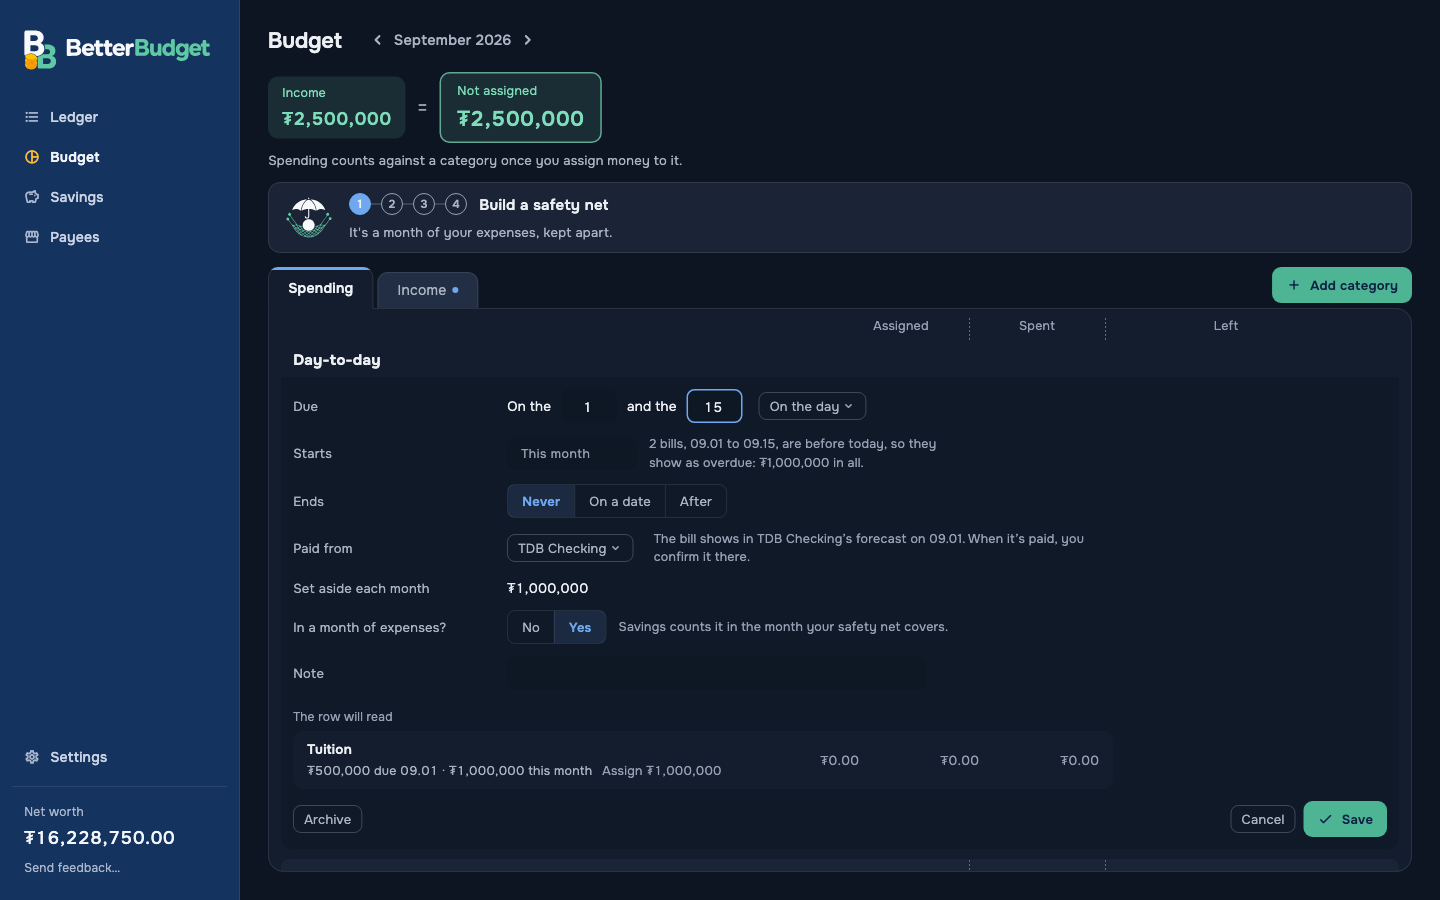 BetterBudget
Ledger
Budget
Savings
Payees
Settings
Net worth
₮16,228,750.00
Send feedback...
Budget
September 2026
Income
₮2,500,000
=
Not assigned
₮2,500,000
Spending counts against a category once you assign money to it.
1 2 3 4 Build a safety net
It's a month of your expenses, kept apart.
Spending
Income
+ Add category
Assigned Spent Left
Day-to-day
Due On the 1 and the 15 On the day
Starts This month
2 bills, 09.01 to 09.15, are before today, so they
show as overdue: ₮1,000,000 in all.
Ends Never On a date After
Paid from TDB Checking
The bill shows in TDB Checking’s forecast on 09.01. When it’s paid, you
confirm it there.
Set aside each month ₮1,000,000
In a month of expenses? No Yes Savings counts it in the month your safety net covers.
Note
The row will read
Tuition
₮500,000 due 09.01 · ₮1,000,000 this month Assign ₮1,000,000
₮0.00 ₮0.00 ₮0.00
Archive
Cancel
Save